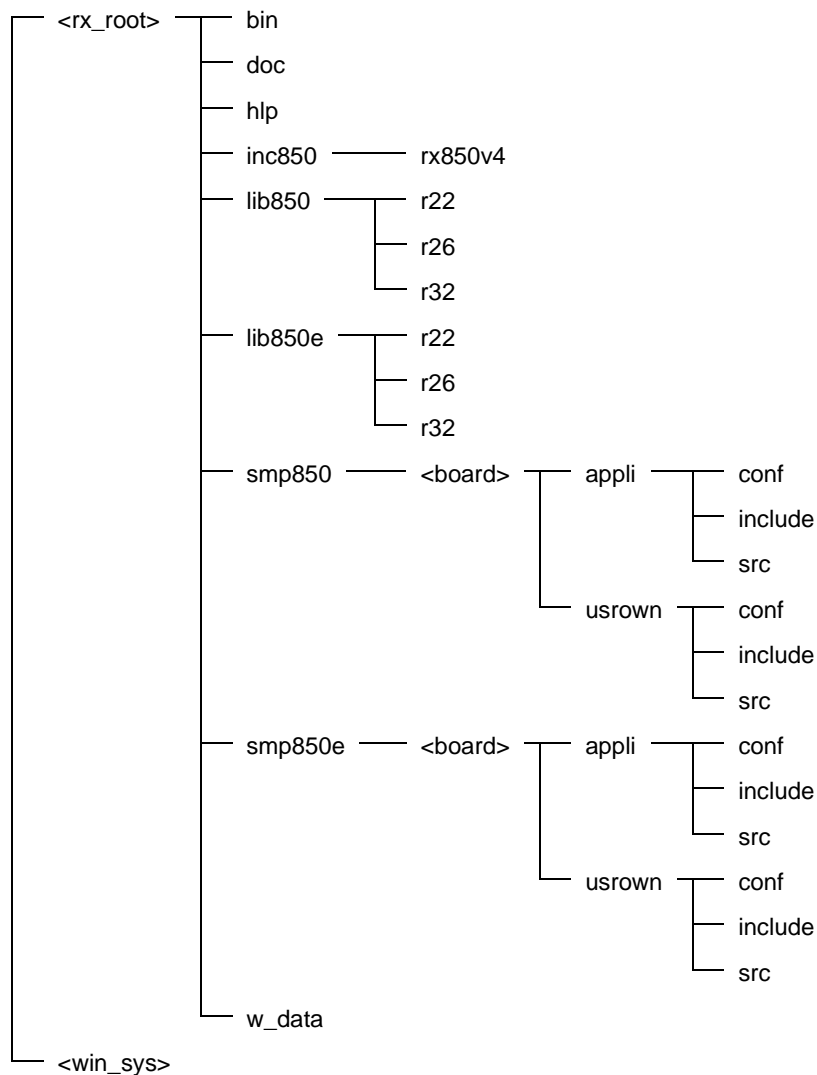 <rx_root> bin
doc
hlp
inc850 rx850v4
lib850 r22
r26
r32
lib850e r22
r26
r32
smp850 <board> appli conf
include
src
usrown conf
include
src
smp850e <board> appli conf
include
src
usrown conf
include
src
w_data
<win_sys>